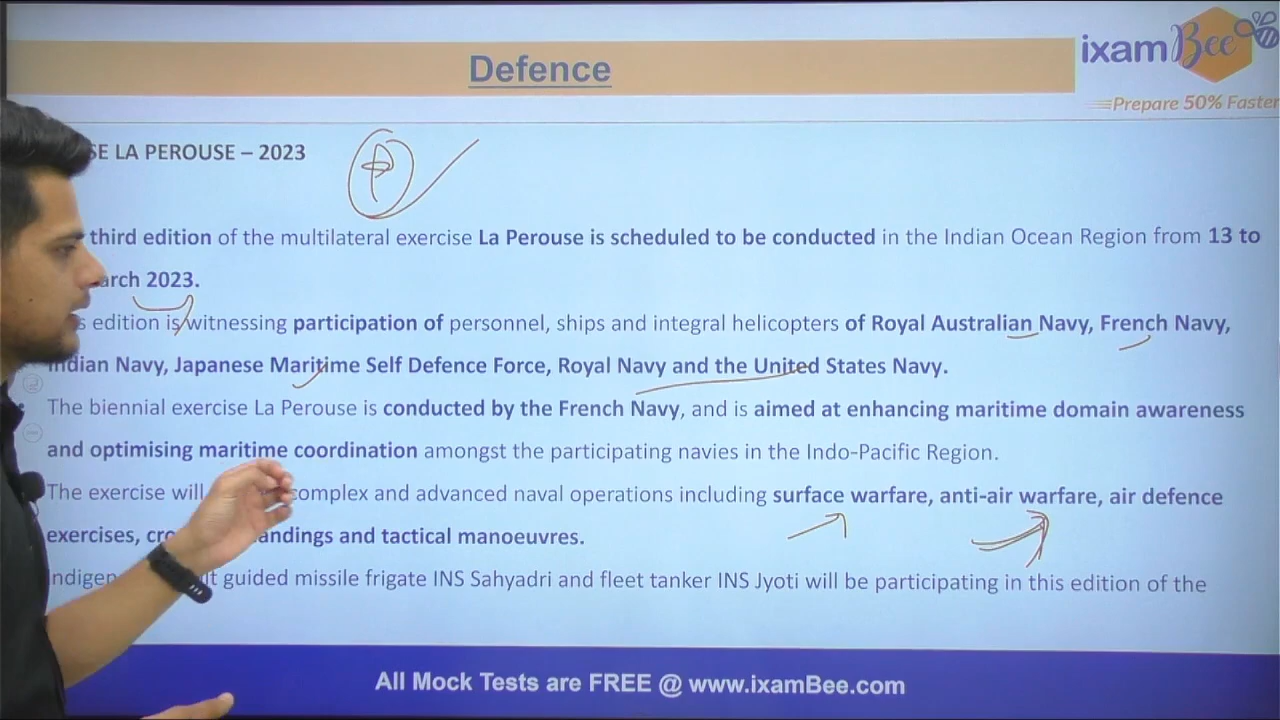 Defence
ixamBee
Prepare 50% Faster
SE LA PEROUSE – 2023
P
third edition of the multilateral exercise La Perouse is scheduled to be conducted in the Indian Ocean Region from 13 to
arch 2023.
s edition is witnessing participation of personnel, ships and integral helicopters of Royal Australian Navy, French Navy,
Indian Navy, Japanese Maritime Self Defence Force, Royal Navy and the United States Navy.
The biennial exercise La Perouse is conducted by the French Navy, and is aimed at enhancing maritime domain awareness
and optimising maritime coordination amongst the participating navies in the Indo-Pacific Region.
The exercise will complex and advanced naval operations including surface warfare, anti-air warfare, air defence
exercises, cro andings and tactical manoeuvres.
Indigen t guided missile frigate INS Sahyadri and fleet tanker INS Jyoti will be participating in this edition of the
All Mock Tests are FREE @ www.ixamBee.com